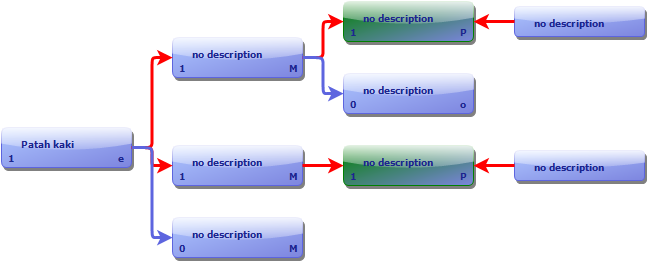 no description
1 P
no description
no description
1 M
no description
0 o
Patah kaki
1 e
no description
1 M
no description
1 P
no description
no description
0 M